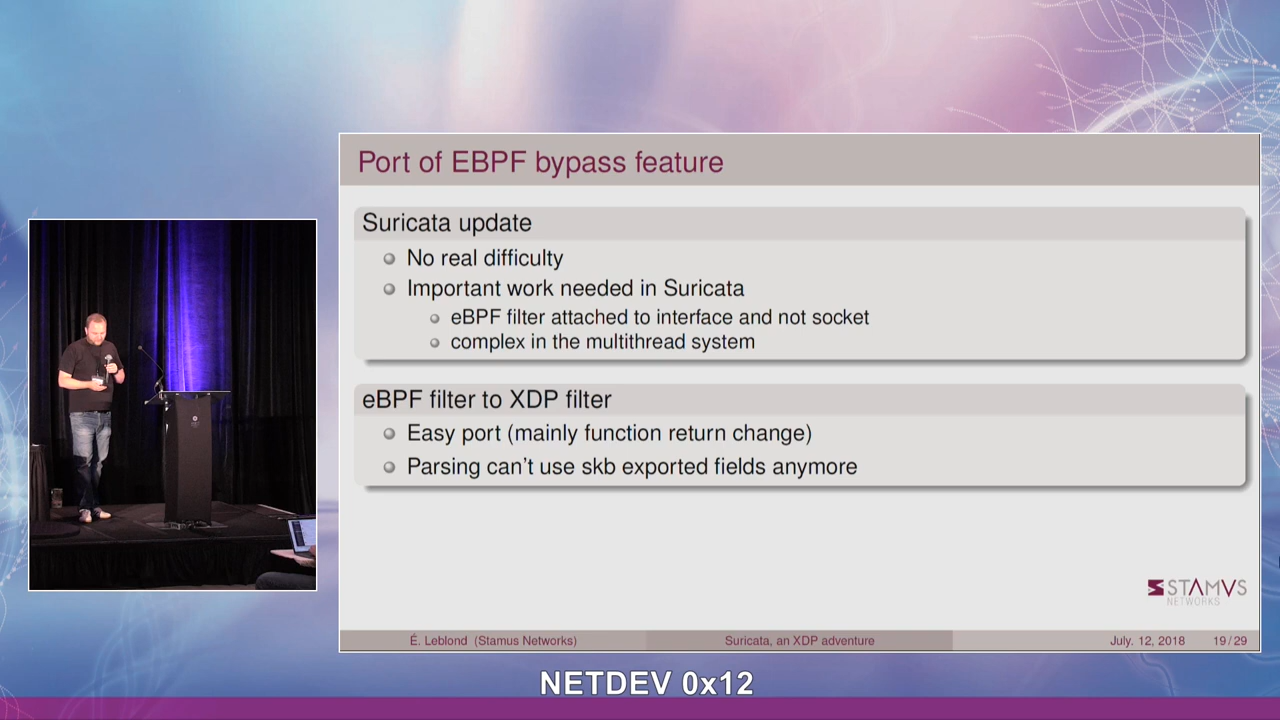 Port of EBPF bypass feature
Suricata update
No real difficulty
Important work needed in Suricata
eBPF filter attached to interface and not socket
complex in the multithread system
eBPF filter to XDP filter
Easy port (mainly function return change)
Parsing can't use skb exported fields anymore
STAMVS
NETWORKS
É. Leblond (Stamus Networks) Suricata, an XDP adventure July. 12, 2018 19 / 29
NETDEV 0x12